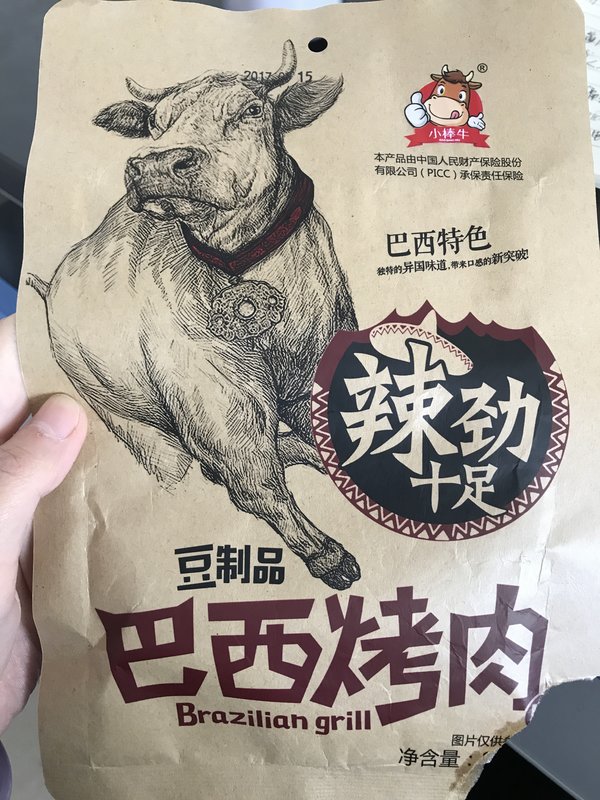 小棒牛
®
本产品由中国人民财产保险股份
有限公司(PICC)承保责任保险
巴西特色
独特的异国味道,带来口感的新突破!
辣劲
十足
豆制品
巴西烤肉
Brazilian grill
图片仅供
净含量: